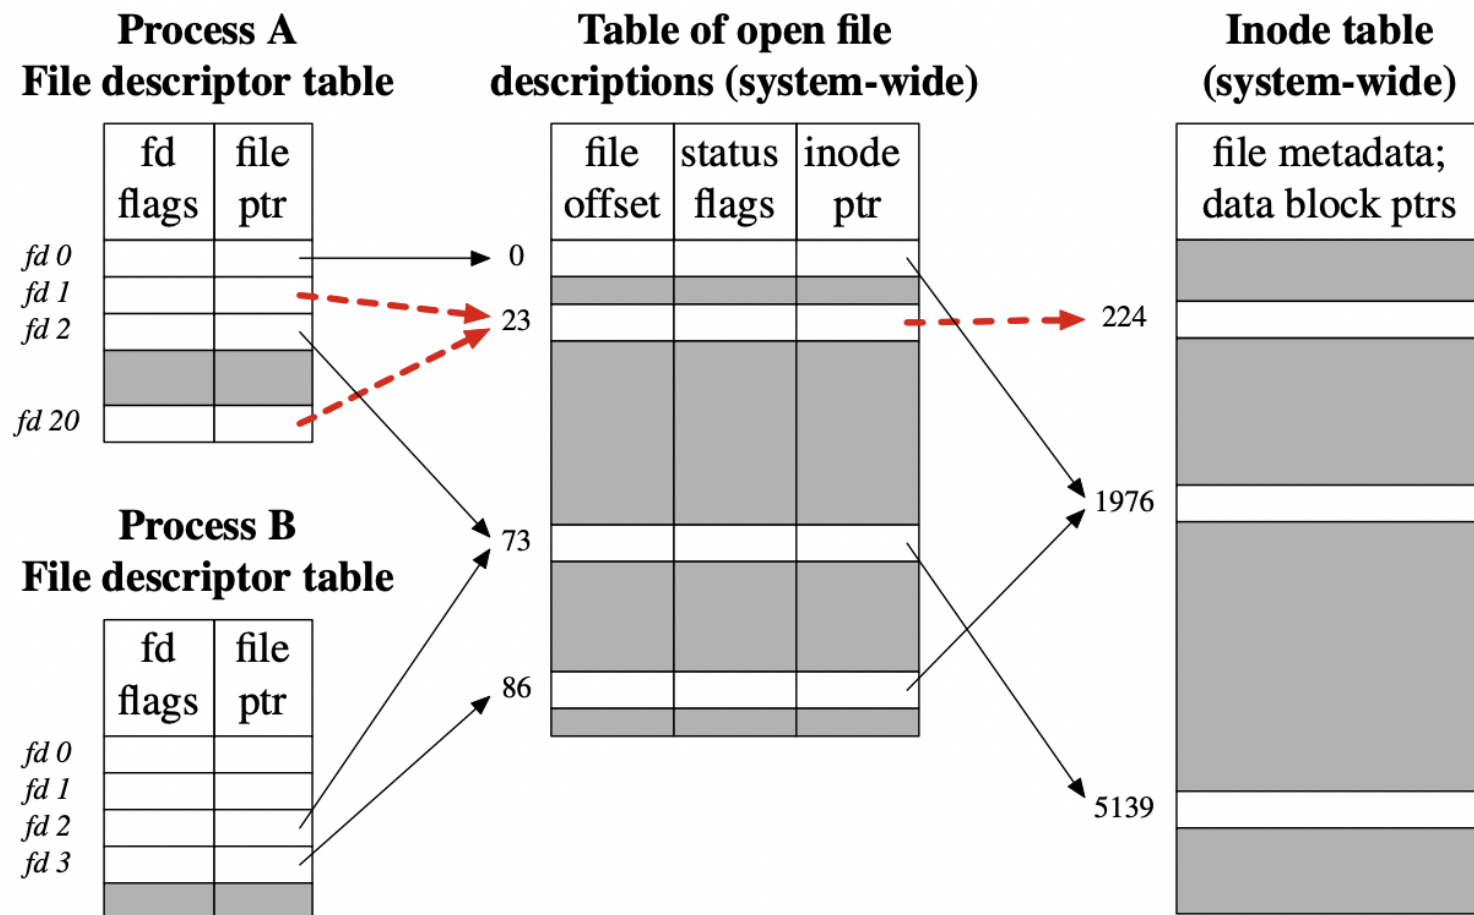 Process A
File descriptor table
fd
flags
file
ptr
fd 0
fd 1
fd 2
fd 20
Process B
File descriptor table
fd
flags
file
ptr
fd 0
fd 1
fd 2
fd 3
Table of open file
descriptions (system-wide)
file
offset
status
flags
inode
ptr
0
23
73
86
Inode table
(system-wide)
file metadata;
data block ptrs
224
1976
5139